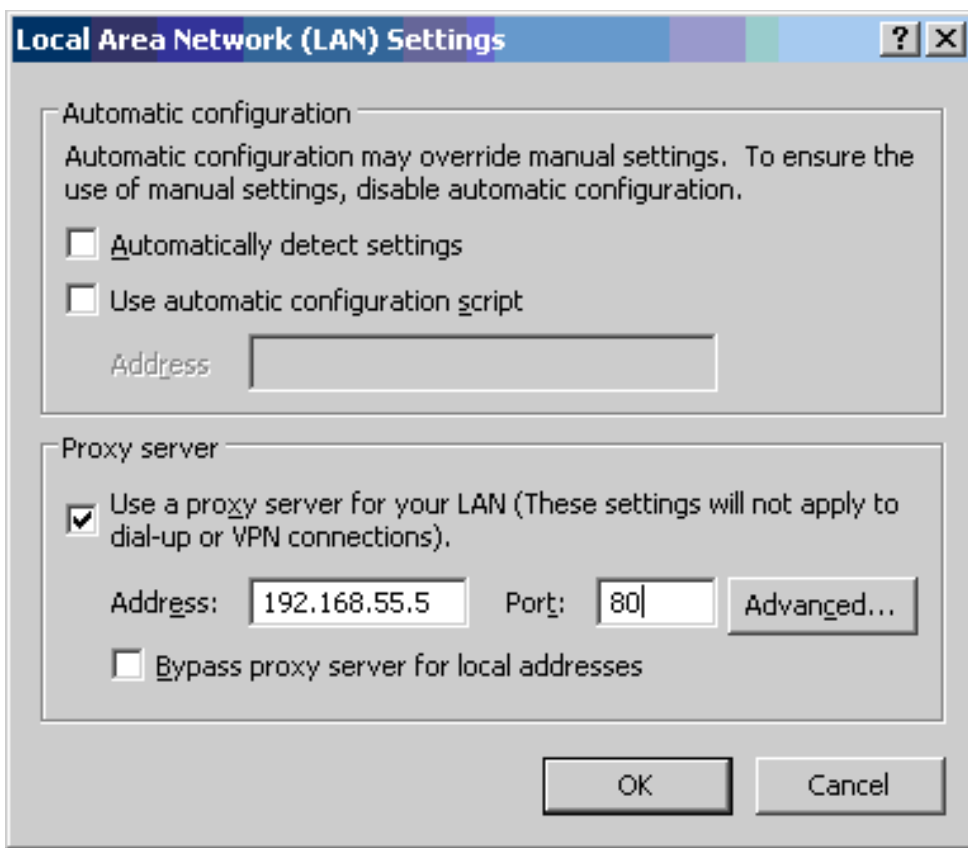 Local Area Network (LAN) Settings
Automatic configuration
Automatic configuration may override manual settings.  To ensure the
use of manual settings, disable automatic configuration.
Automatically detect settings
Use automatic configuration script
Address
Proxy server
Use a proxy server for your LAN (These settings will not apply to
dial-up or VPN connections).
Address: 192.168.55.5 Port: 80 Advanced...
Bypass proxy server for local addresses
OK Cancel